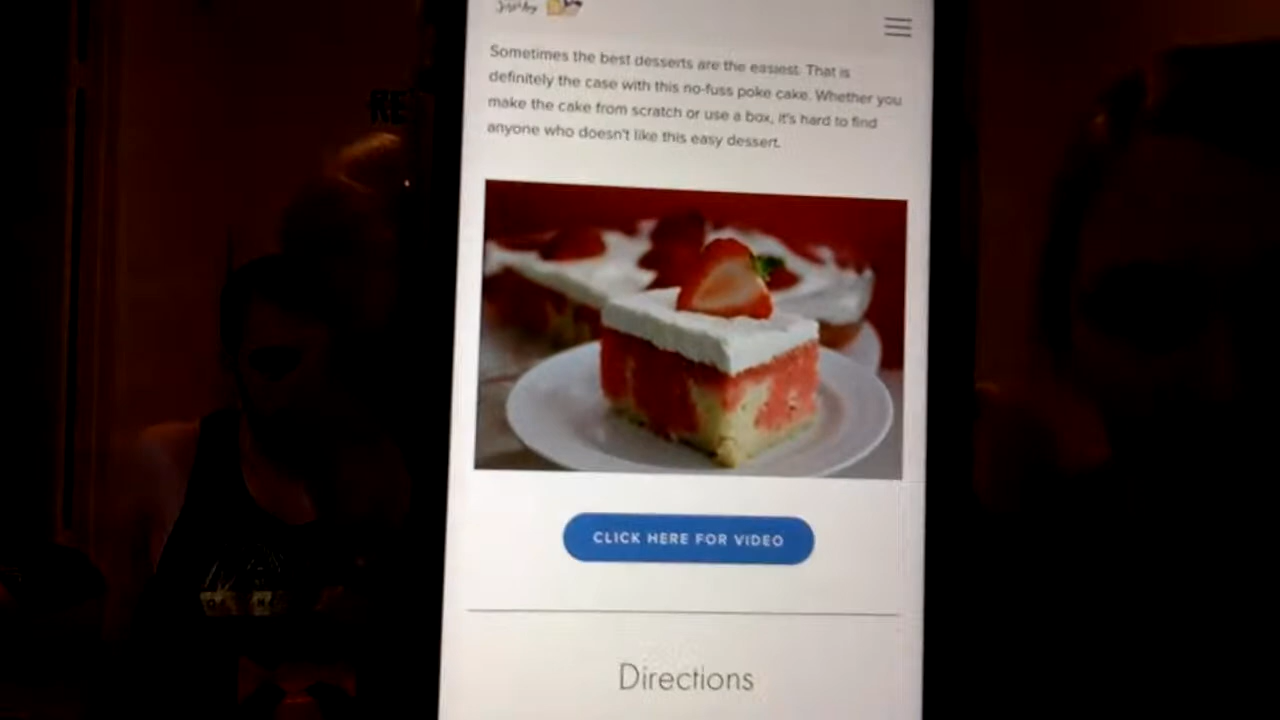 RE
Sometimes the best desserts are the easiest. That is
definitely the case with this no-fuss poke cake. Whether you
make the cake from scratch or use a box, it's hard to find
anyone who doesn't like this easy dessert.
CLICK HERE FOR VIDEO
Directions